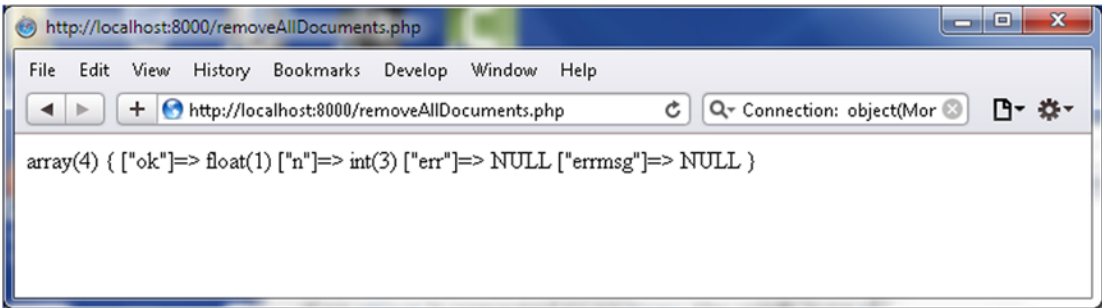 http://localhost:8000/removeAllDocuments.php
File Edit View History Bookmarks Develop Window Help
http://localhost:8000/removeAllDocuments.php
Connection: object(Mor
array(4) { ["ok"]=> float(1) ["n"]=> int(3) ["err"]=> NULL ["errmsg"]=> NULL }